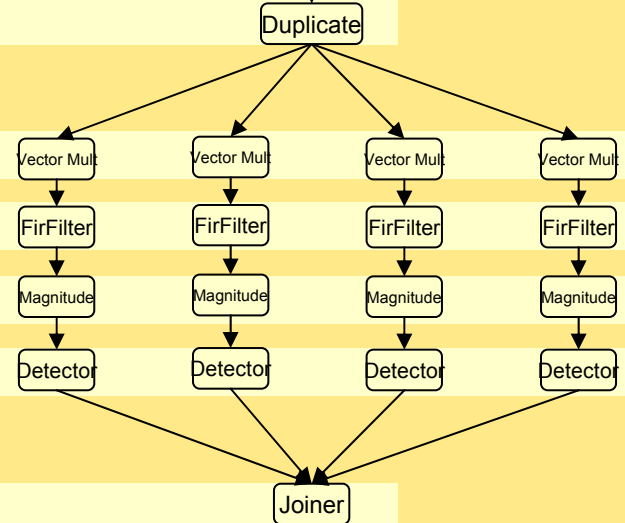 Duplicate
Vector Mult Vector Mult Vector Mult Vector Mult
FirFilter FirFilter FirFilter FirFilter
Magnitude Magnitude Magnitude Magnitude
Detector Detector Detector Detector
Joiner